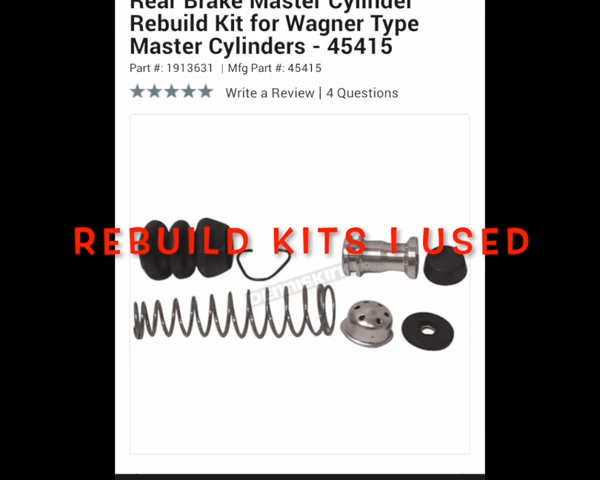 Rear Brake Master Cylinder
Rebuild Kit for Wagner Type
Master Cylinders - 45415
Part #: 1913631 | Mfg Part #: 45415
Write a Review | 4 Questions
REBUILD KITS I USED